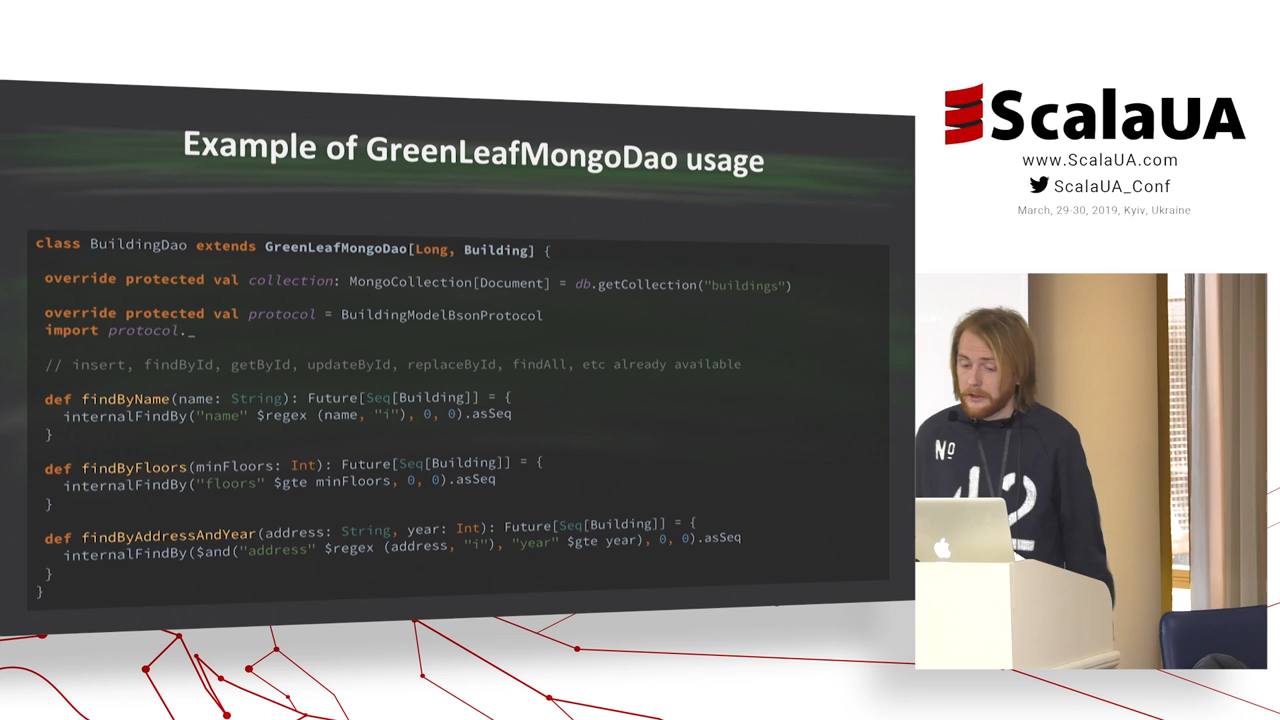 Example of GreenLeafMongoDao usage
class BuildingDao extends GreenLeafMongoDao[Long, Building] {
override protected val collection: MongoCollection[Document] = db.getCollection("buildings")
override protected val protocol = BuildingModelBsonProtocol
import protocol._
// insert, findById, getById, updateById, replaceById, findAll, etc already available
def findByName(name: String): Future[Seq[Building]] = {
internalFindBy("name" $regex (name, "i"), 0, 0).asSeq
}
def findByFloors(minFloors: Int): Future[Seq[Building]] = {
internalFindBy("floors" $gte minFloors, 0, 0).asSeq
}
def findByAddressAndYear(address: String, year: Int): Future[Seq[Building]] = {
internalFindBy($and("address" $regex (address, "i"), "year" $gte year), 0, 0).asSeq
}
}
ScalaUA
www.ScalaUA.com
ScalaUA_Conf
March, 29-30, 2019, Kyiv, Ukraine
No
42